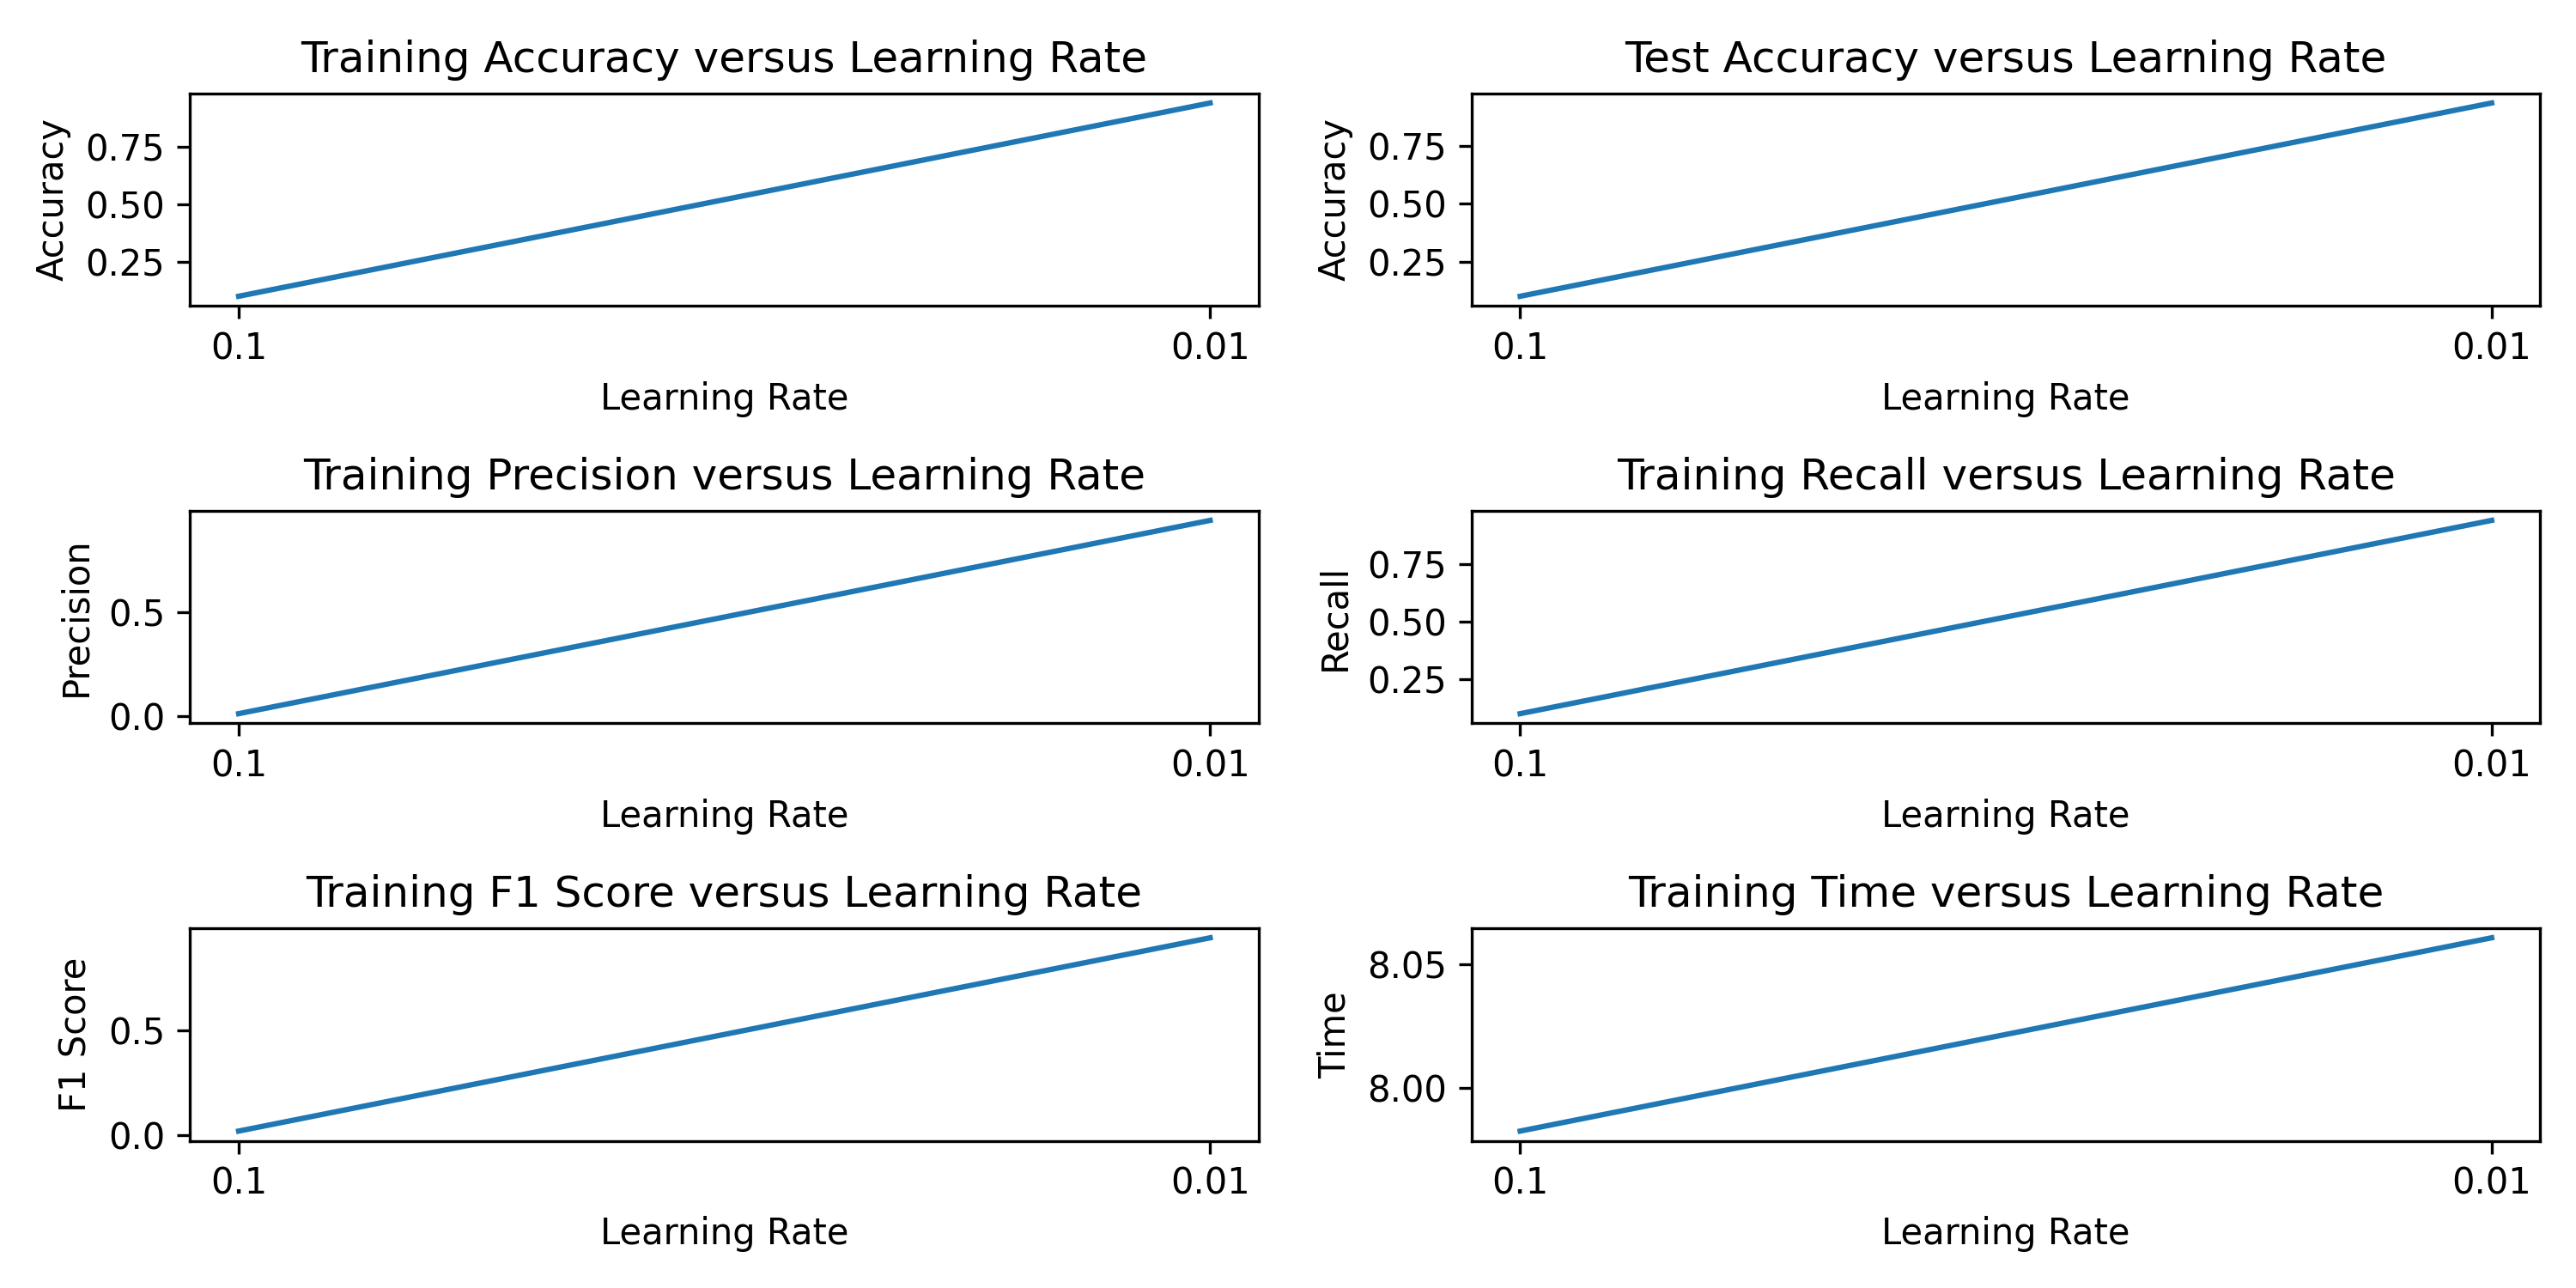 Training Accuracy versus Learning Rate
Accuracy
0.75
0.50
0.25
0.1
0.01
Learning Rate
Test Accuracy versus Learning Rate
Accuracy
0.75
0.50
0.25
0.1
0.01
Learning Rate
Training Precision versus Learning Rate
Precision
0.5
0.0
0.1
0.01
Learning Rate
Training Recall versus Learning Rate
Recall
0.75
0.50
0.25
0.1
0.01
Learning Rate
Training F1 Score versus Learning Rate
F1 Score
0.5
0.0
0.1
0.01
Learning Rate
Training Time versus Learning Rate
Time
8.05
8.00
0.1
0.01
Learning Rate